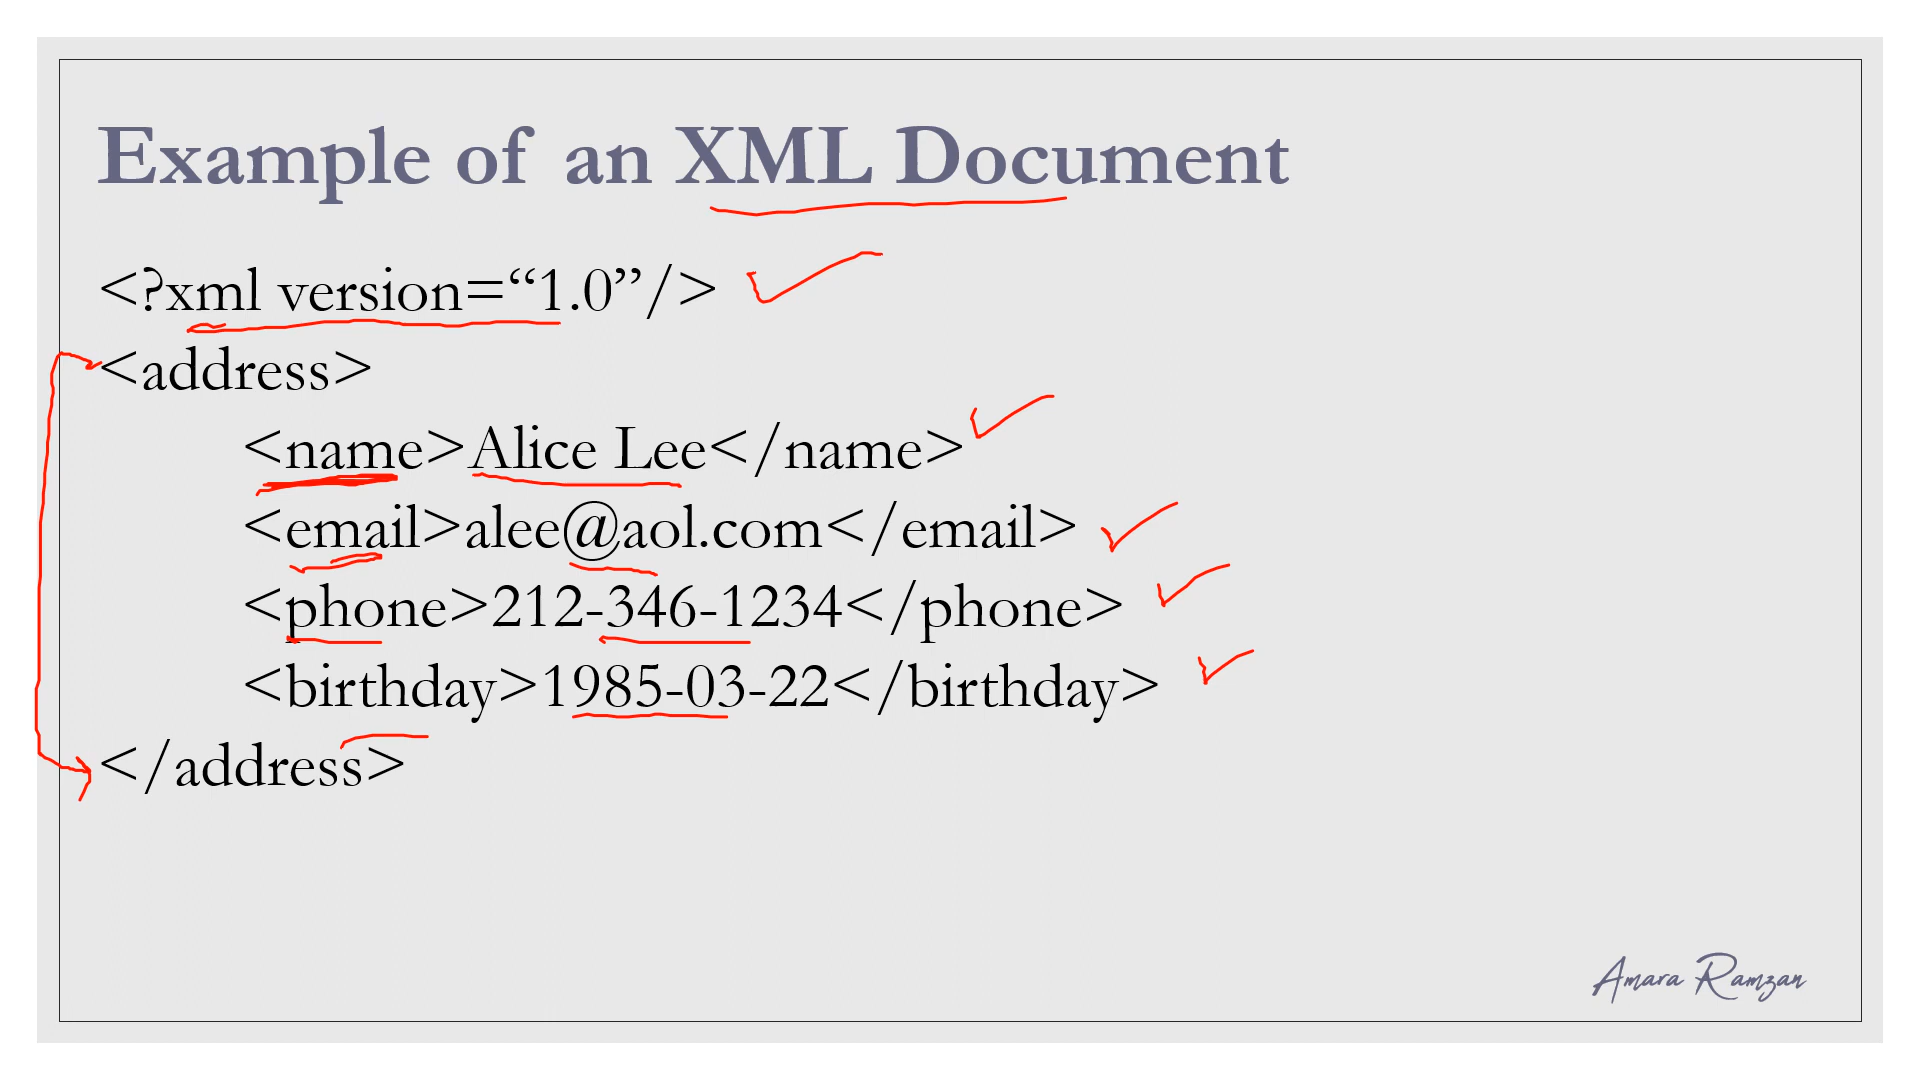 Example of an XML Document
<?xml version=“1.0”/>
<address>
<name>Alice Lee</name>
<email>alee@aol.com</email>
<phone>212-346-1234</phone>
<birthday>1985-03-22</birthday>
</address>
Amara Ramzan